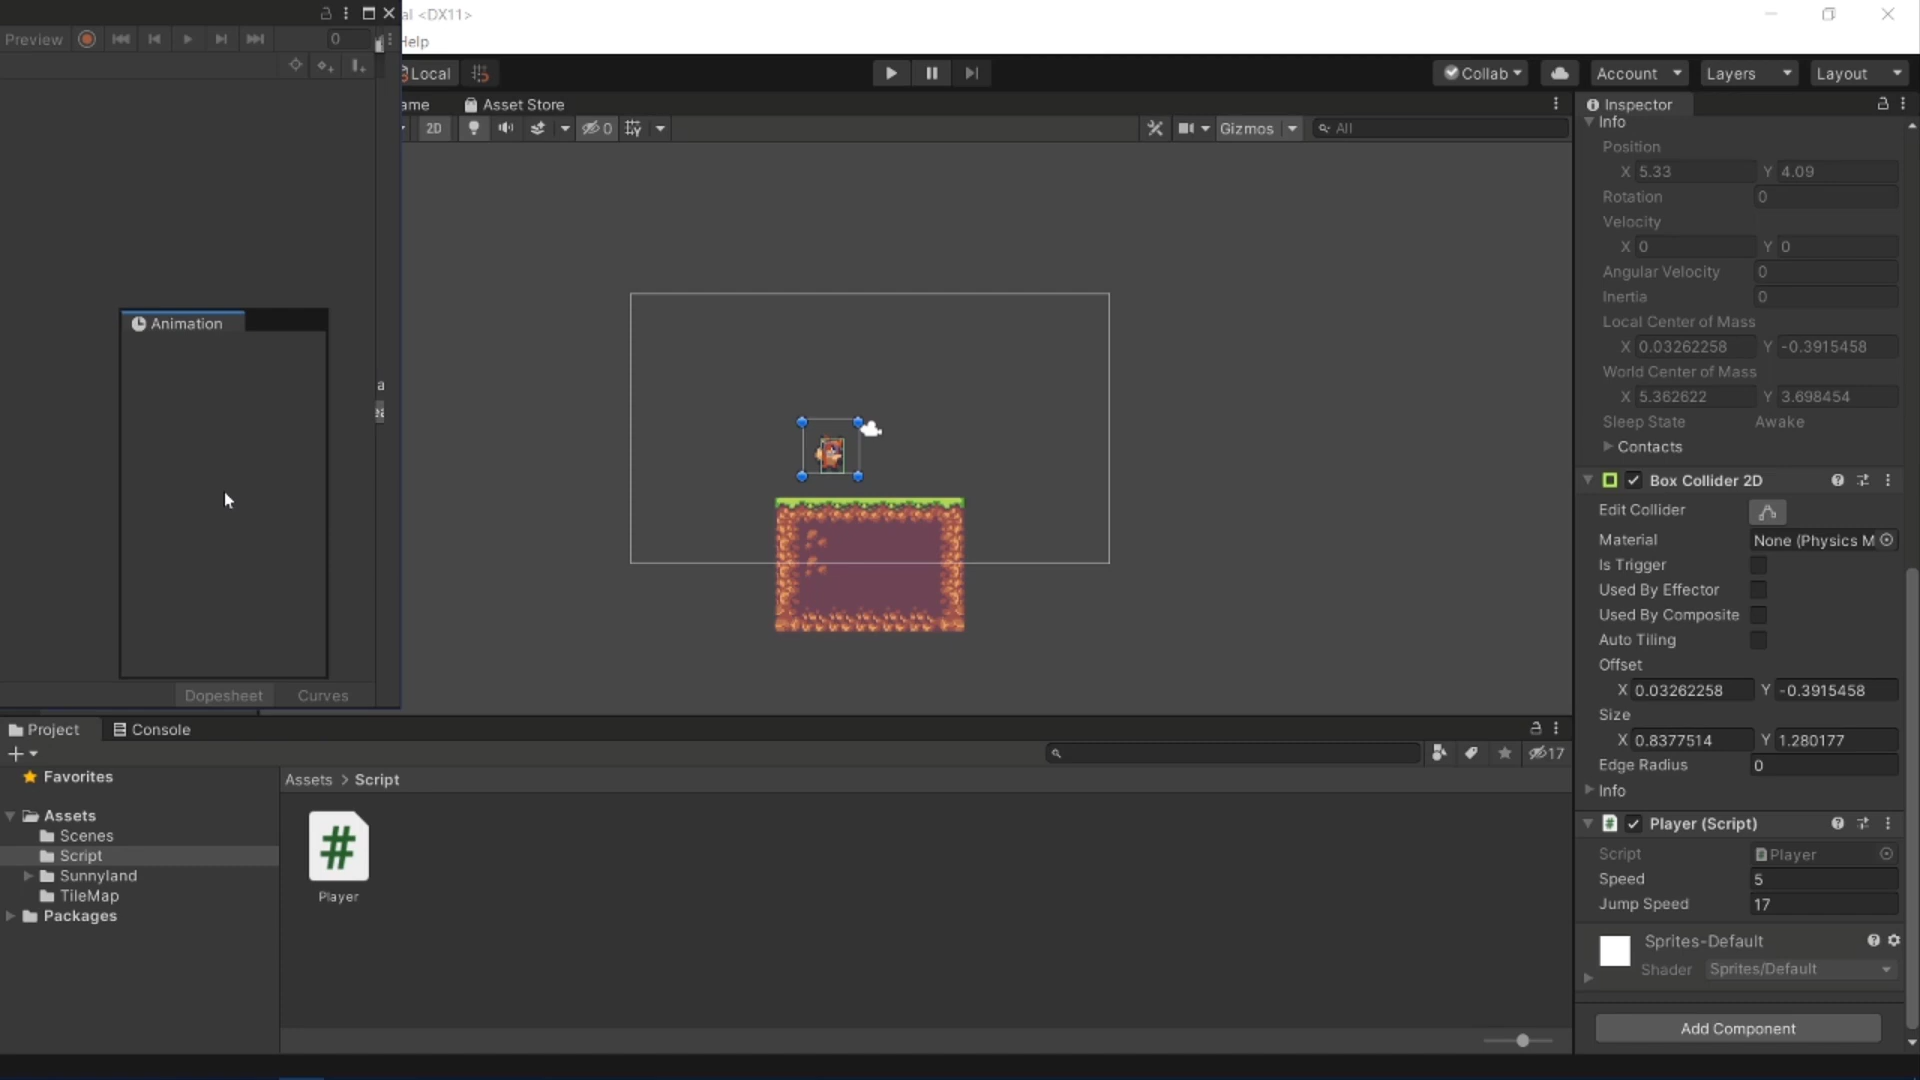 al <DX11>
Help
Preview
0
Local
Collab
Account
Layers
Layout
ame
Asset Store
2D
0
Gizmos
All
Animation
Dopesheet
Curves
Inspector
Info
Position
X 5.33 Y 4.09
Rotation 0
Velocity
X 0 Y 0
Angular Velocity 0
Inertia 0
Local Center of Mass
X 0.03262258 Y -0.3915458
World Center of Mass
X 5.362622 Y 3.698454
Sleep State Awake
Contacts
Box Collider 2D
Edit Collider
Material None (Physics M
Is Trigger
Used By Effector
Used By Composite
Auto Tiling
Offset
X 0.03262258 Y -0.3915458
Size
X 0.8377514 Y 1.280177
Edge Radius 0
Info
Player (Script)
Script Player
Speed 5
Jump Speed 17
Sprites-Default
Shader Sprites/Default
Add Component
Project
Console
17
Favorites
Assets
Scenes
Script
Sunnyland
TileMap
Packages
Assets > Script
#
Player